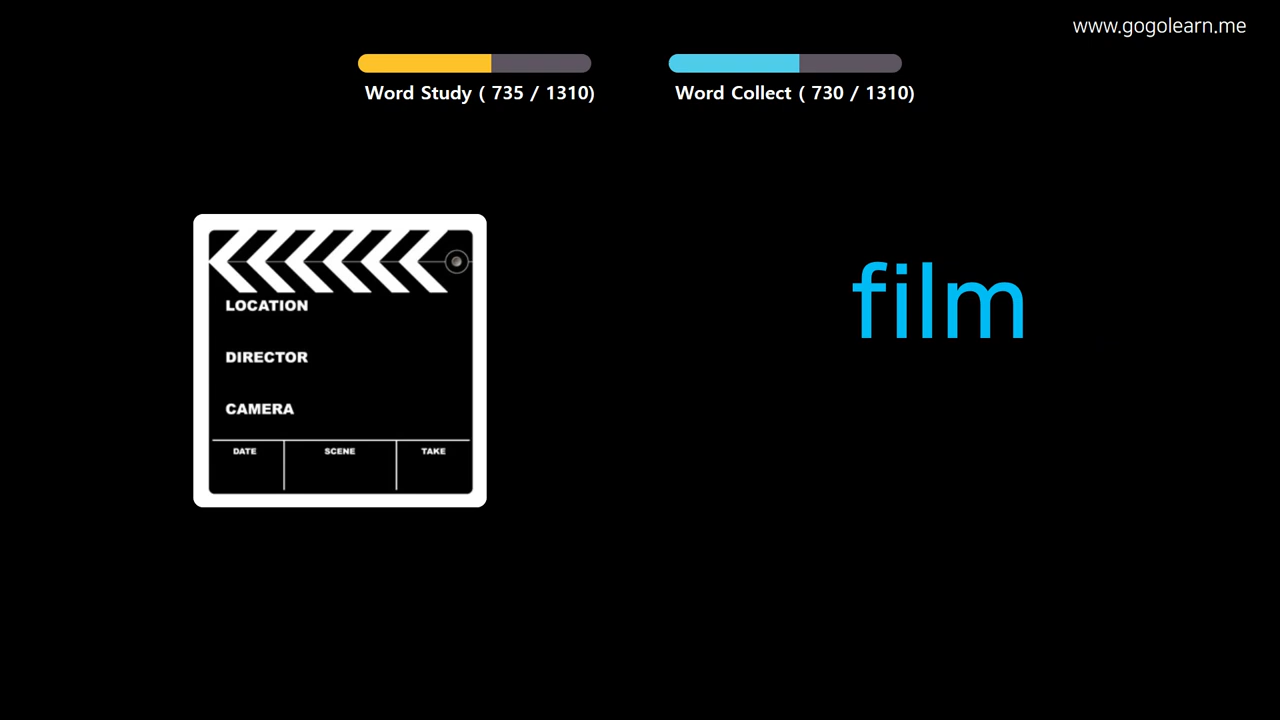 www.gogolearn.me
Word Study ( 735 / 1310)
Word Collect ( 730 / 1310)
LOCATION
DIRECTOR
CAMERA
DATE
SCENE
TAKE
film